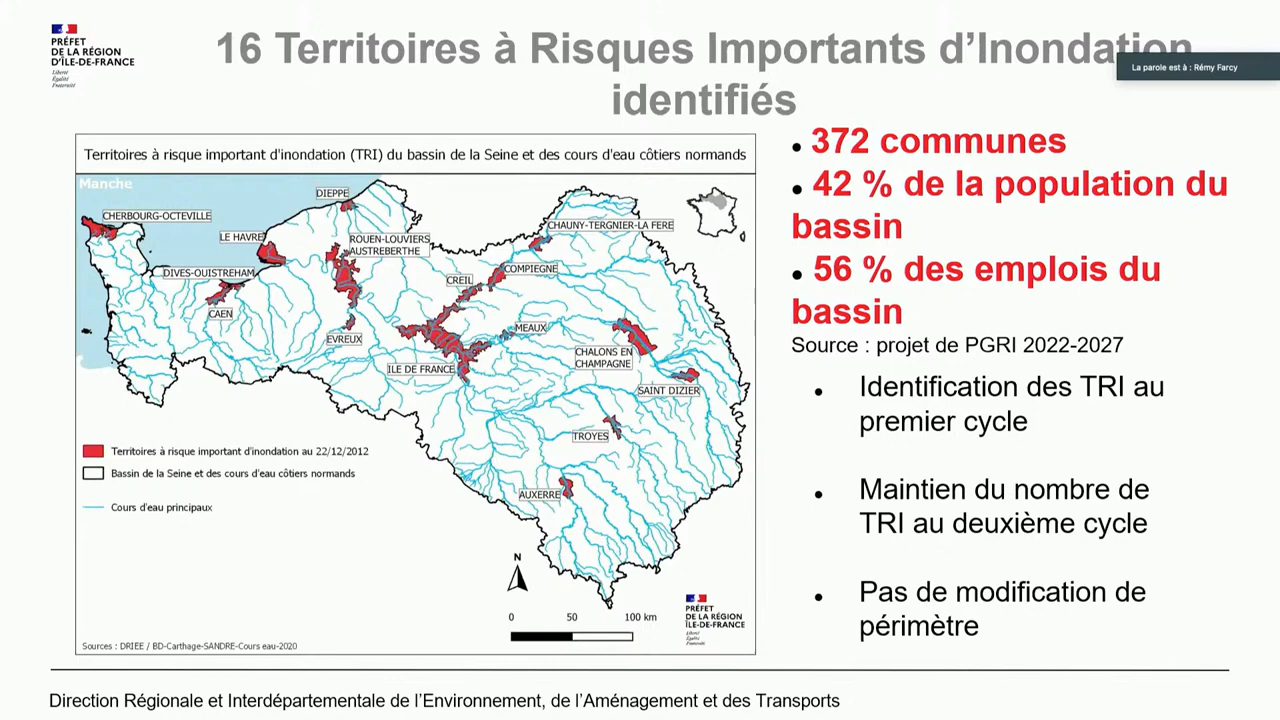 PRÉFET
DE LA RÉGION
D'ÎLE-DE-FRANCE
Liberté
Égalité
Fraternité
16 Territoires à Risques Importants d'Inondation
identifiés
La parole est à : Rémy Farcy
Territoires à risque important d'inondation (TRI) du bassin de la Seine et des cours d'eau côtiers normands
Manche
DIEPPE
CHERBOURG-OCTEVILLE
LE HAVRE
ROUEN-LOUVIERS
AUSTREBERTHE
CHAUNY-TERGNIER-LA FERE
DIVES-OUISTREHAM
COMPIEGNE
CREIL
CAEN
MEAUX
EVREUX
CHALONS EN
CHAMPAGNE
ILE DE FRANCE
SAINT DIZIER
TROYES
AUXERRE
Territoires à risque important d'inondation au 22/12/2012
Bassin de la Seine et des cours d'eau côtiers normands
Cours d'eau principaux
N
0 50 100 km
PRÉFET
DE LA RÉGION
ÎLE-DE-FRANCE
Liberté
Égalité
Fraternité
Sources : DRIEE / BD-Carthage-SANDRE-Cours eau-2020
• 372 communes
• 42 % de la population du
bassin
• 56 % des emplois du
bassin
Source : projet de PGRI 2022-2027
• Identification des TRI au
premier cycle
• Maintien du nombre de
TRI au deuxième cycle
• Pas de modification de
périmètre
Direction Régionale et Interdépartementale de l'Environnement, de l'Aménagement et des Transports